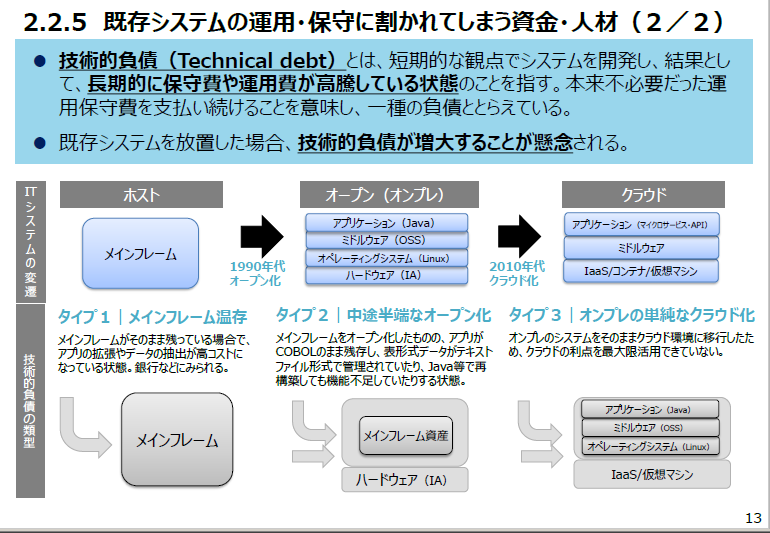 2.2.5 既存システムの運用・保守に割かれてしまう資金・人材（２／２）
● 技術的負債（Technical debt）とは、短期的な観点でシステムを開発し、結果とし
て、長期的に保守費や運用費が高騰している状態のことを指す。本来不必要だった運
用保守費を支払い続けることを意味し、一種の負債ととらえている。
● 既存システムを放置した場合、技術的負債が増大することが懸念される。
ITシステムの変遷
ホスト
メインフレーム
1990年代
オープン化
オープン（オンプレ）
アプリケーション（Java）
ミドルウェア（OSS）
オペレーティングシステム（Linux）
ハードウェア（IA）
2010年代
クラウド化
クラウド
アプリケーション（マイクロサービス・API）
ミドルウェア
IaaS/コンテナ/仮想マシン
技術的負債の類型
タイプ１｜メインフレーム温存
メインフレームがそのまま残っている場合で、
アプリの拡張やデータの抽出が高コストに
なっている状態。銀行などにみられる。
メインフレーム
タイプ２｜中途半端なオープン化
メインフレームをオープン化したものの、アプリが
COBOLのまま残存し、表形式データがテキスト
ファイル形式で管理されていたり、Java等で再
構築しても機能不足していたりする状態。
メインフレーム資産
ハードウェア（IA）
タイプ３｜オンプレの単純なクラウド化
オンプレのシステムをそのままクラウド環境に移行したた
め、クラウドの利点を最大限活用できていない。
アプリケーション（Java）
ミドルウェア（OSS）
オペレーティングシステム（Linux）
IaaS/仮想マシン
13